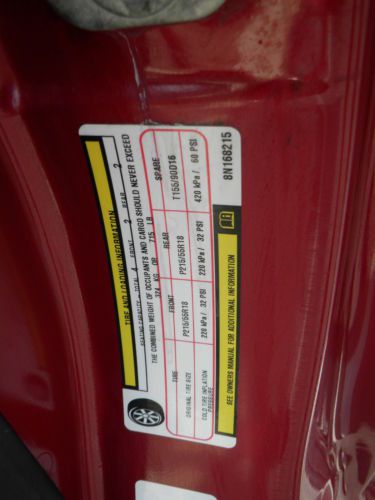 TIRE AND LOADING INFORMATION
SEATING CAPACITY - TOTAL 4 FRONT 2 REAR 2
THE COMBINED WEIGHT OF OCCUPANTS AND CARGO SHOULD NEVER EXCEED
324 KG OR 715 LB
TIRE FRONT REAR SPARE
ORIGINAL TIRE SIZE P215/55R18 P215/55R18 T155/90D16
COLD TIRE INFLATION PRESSURE 220 kPa / 32 PSI 220 kPa / 32 PSI 420 kPa / 60 PSI
SEE OWNERS MANUAL FOR ADDITIONAL INFORMATION
8N168215